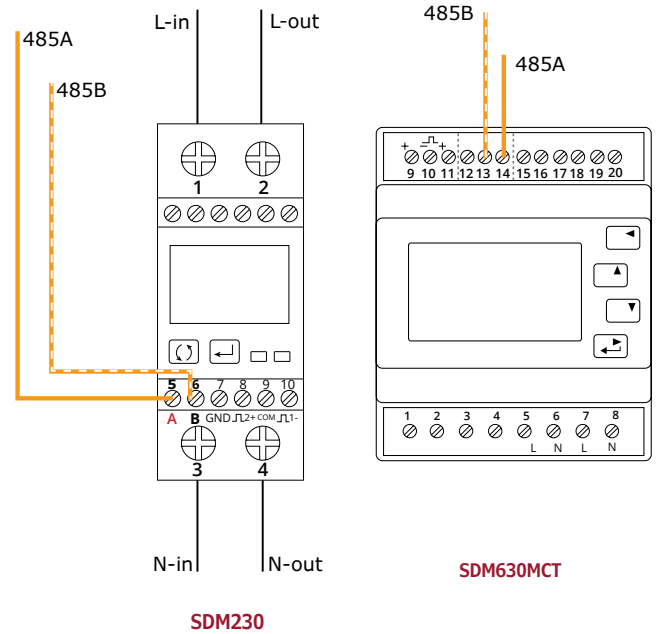 L-in
L-out
485A
485B
1
2
5
6
7
8
9
10
A
B
GND
2+
COM
1-
3
4
N-in
N-out
SDM230
485B
485A
+
−
+
9 10 11 12 13 14 15 16 17 18 19 20
1 2 3 4 5 6 7 8
L N L N
SDM630MCT